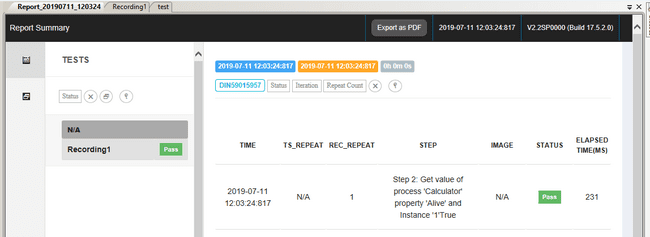 Report_20190711_120324 Recording1 test
Report Summary Export as PDF 2019-07-11 12:03:24:817 V2.2SP0000 (Build 17.5.2.0)
TESTS
Status
N/A
Recording1 Pass
2019-07-11 12:03:24:817 2019-07-11 12:03:24:817 0h 0m 0s
DIN59015957 Status Iteration Repeat Count
TIME TS_REPEAT REC_REPEAT STEP IMAGE STATUS ELAPSED TIME(MS)
2019-07-11 12:03:24:817 N/A 1 Step 2: Get value of process 'Calculator' property 'Alive' and Instance '1'True N/A Pass 231